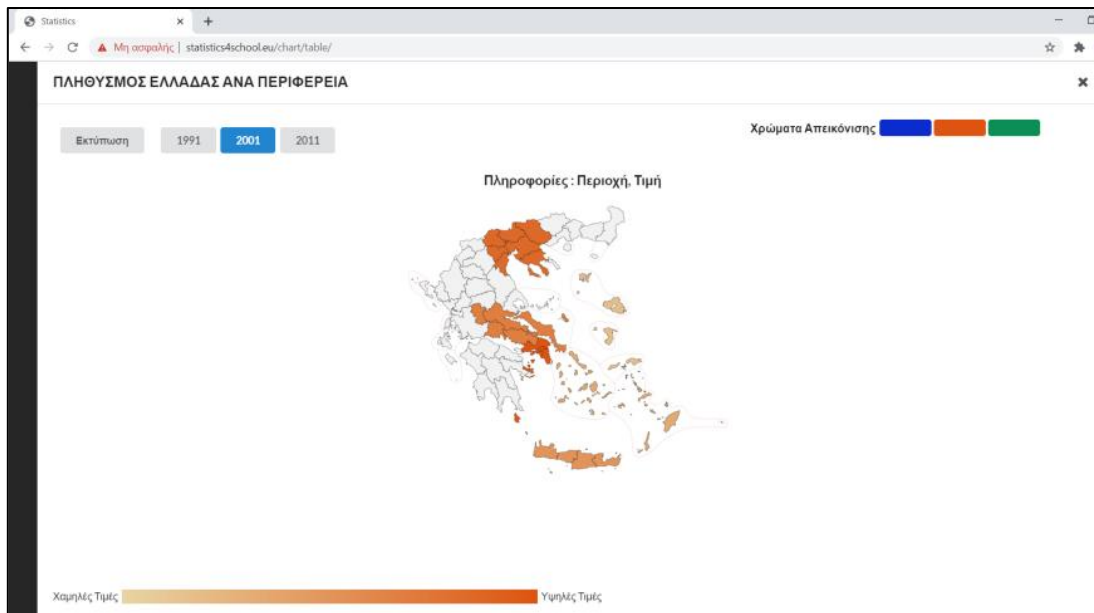 Statistics
Μη ασφαλής | statistics4school.eu/chart/table/
ΠΛΗΘΥΣΜΟΣ ΕΛΛΑΔΑΣ ΑΝΑ ΠΕΡΙΦΕΡΕΙΑ
Εκτύπωση 1991 2001 2011
Χρώματα Απεικόνισης
Πληροφορίες : Περιοχή, Τιμή
Χαμηλές Τιμές Υψηλές Τιμές